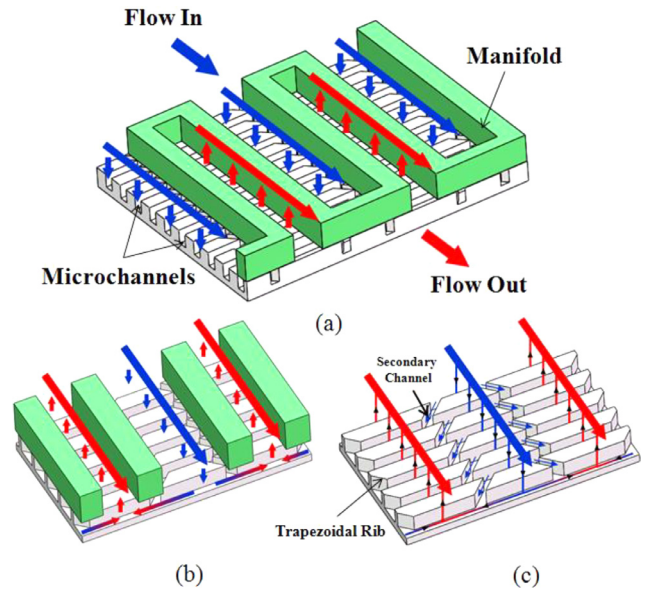 Flow In
Manifold
Microchannels
Flow Out
(a)
Secondary
Channel
Trapezoidal Rib
(b)
(c)